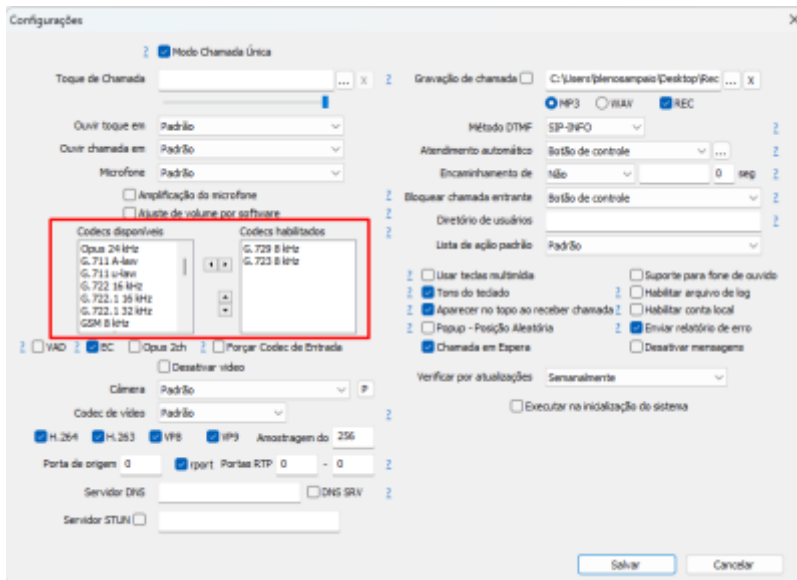 Configurações
? Modo Chamada Única
Toque de Chamada ... X ?
Ouvir toque em Padrão
Ouvir chamada em Padrão
Microfone Padrão
Amplificação do microfone ?
Ajuste de volume por software ?
Codecs disponíveis Codecs habilitados ?
Opus 24 kHz
G.711 A-law
G.711 u-law
G.722 16 kHz
G.722.1 16 kHz
G.722.1 32 kHz
GSM 8 kHz
G.729 8 kHz
G.723 8 kHz
? VAD ? EC Opus 2ch ? Forçar Codec de Entrada
Desativar vídeo
Câmera Padrão P
Codec de vídeo Padrão ?
H.264 H.263 VP8 VP9 Amostragem do 256
Porta de origem 0 rport Portas RTP 0 - 0 ?
Servidor DNS DNS SRV ?
Servidor STUN
Gravação de chamada C:\Users\plenosampaio\Desktop\Rec ... X
MP3 WAV REC
Método DTMF SIP-INFO ?
Atendimento automático Botão de controle ... ?
Encaminhamento de Não 0 seg ?
Bloquear chamada entrante Botão de controle ?
Diretório de usuários ?
Lista de ação padrão Padrão
? Usar teclas multimídia Suporte para fone de ouvido
? Tons do teclado ? Habilitar arquivo de log
? Aparecer no topo ao receber chamada ? Habilitar conta local
? Popup - Posição Aleatória ? Enviar relatório de erro
Chamada em Espera Desativar mensagens
Verificar por atualizações Semanalmente
Executar na inicialização do sistema
Salvar Cancelar